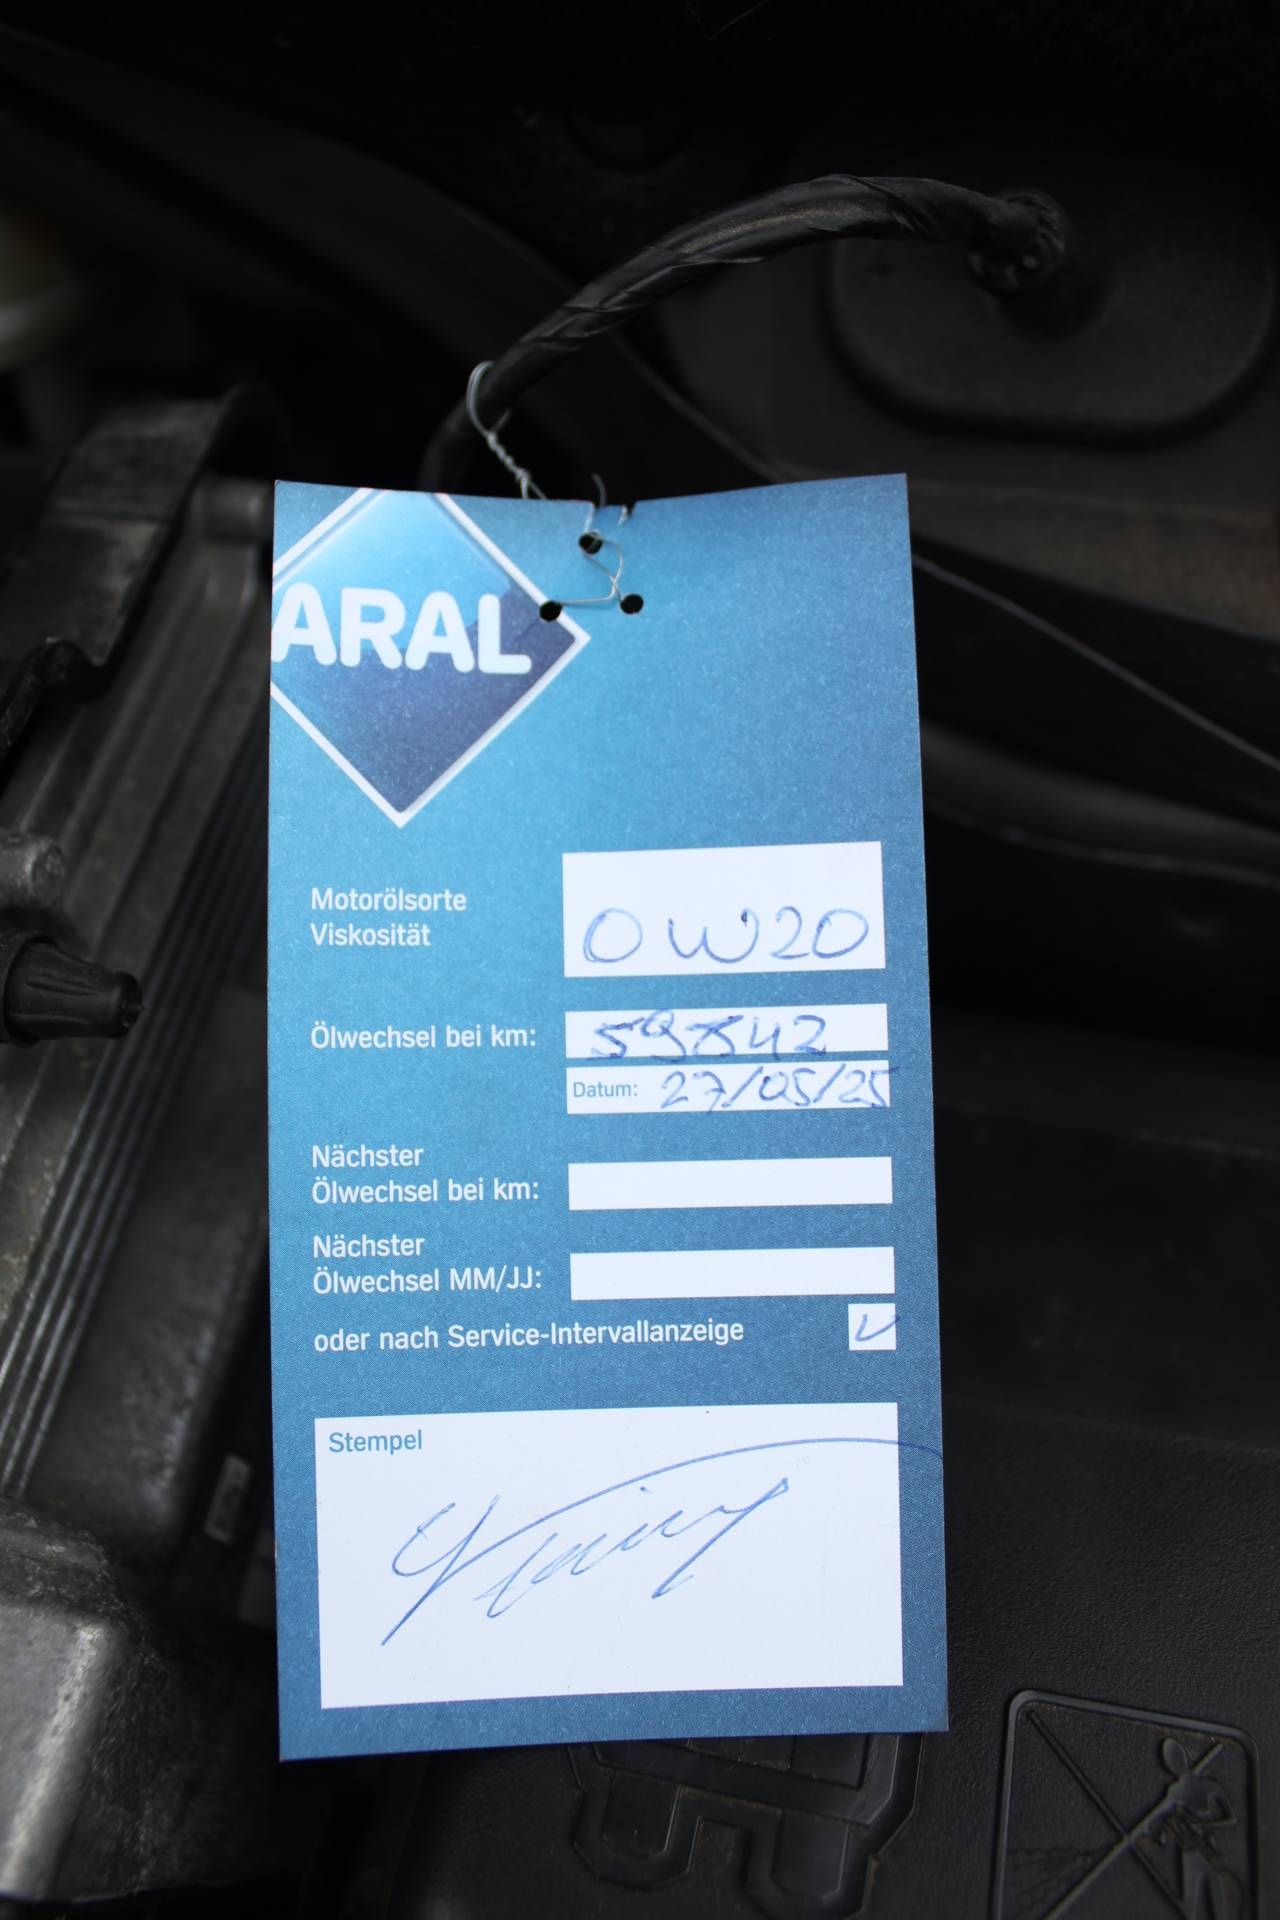 ARAL
Motorölsorte
Viskosität
0W20
Ölwechsel bei km: 59842
Datum: 27/05/25
Nächster
Ölwechsel bei km:
Nächster
Ölwechsel MM/JJ:
oder nach Service-Intervallanzeige
Stempel